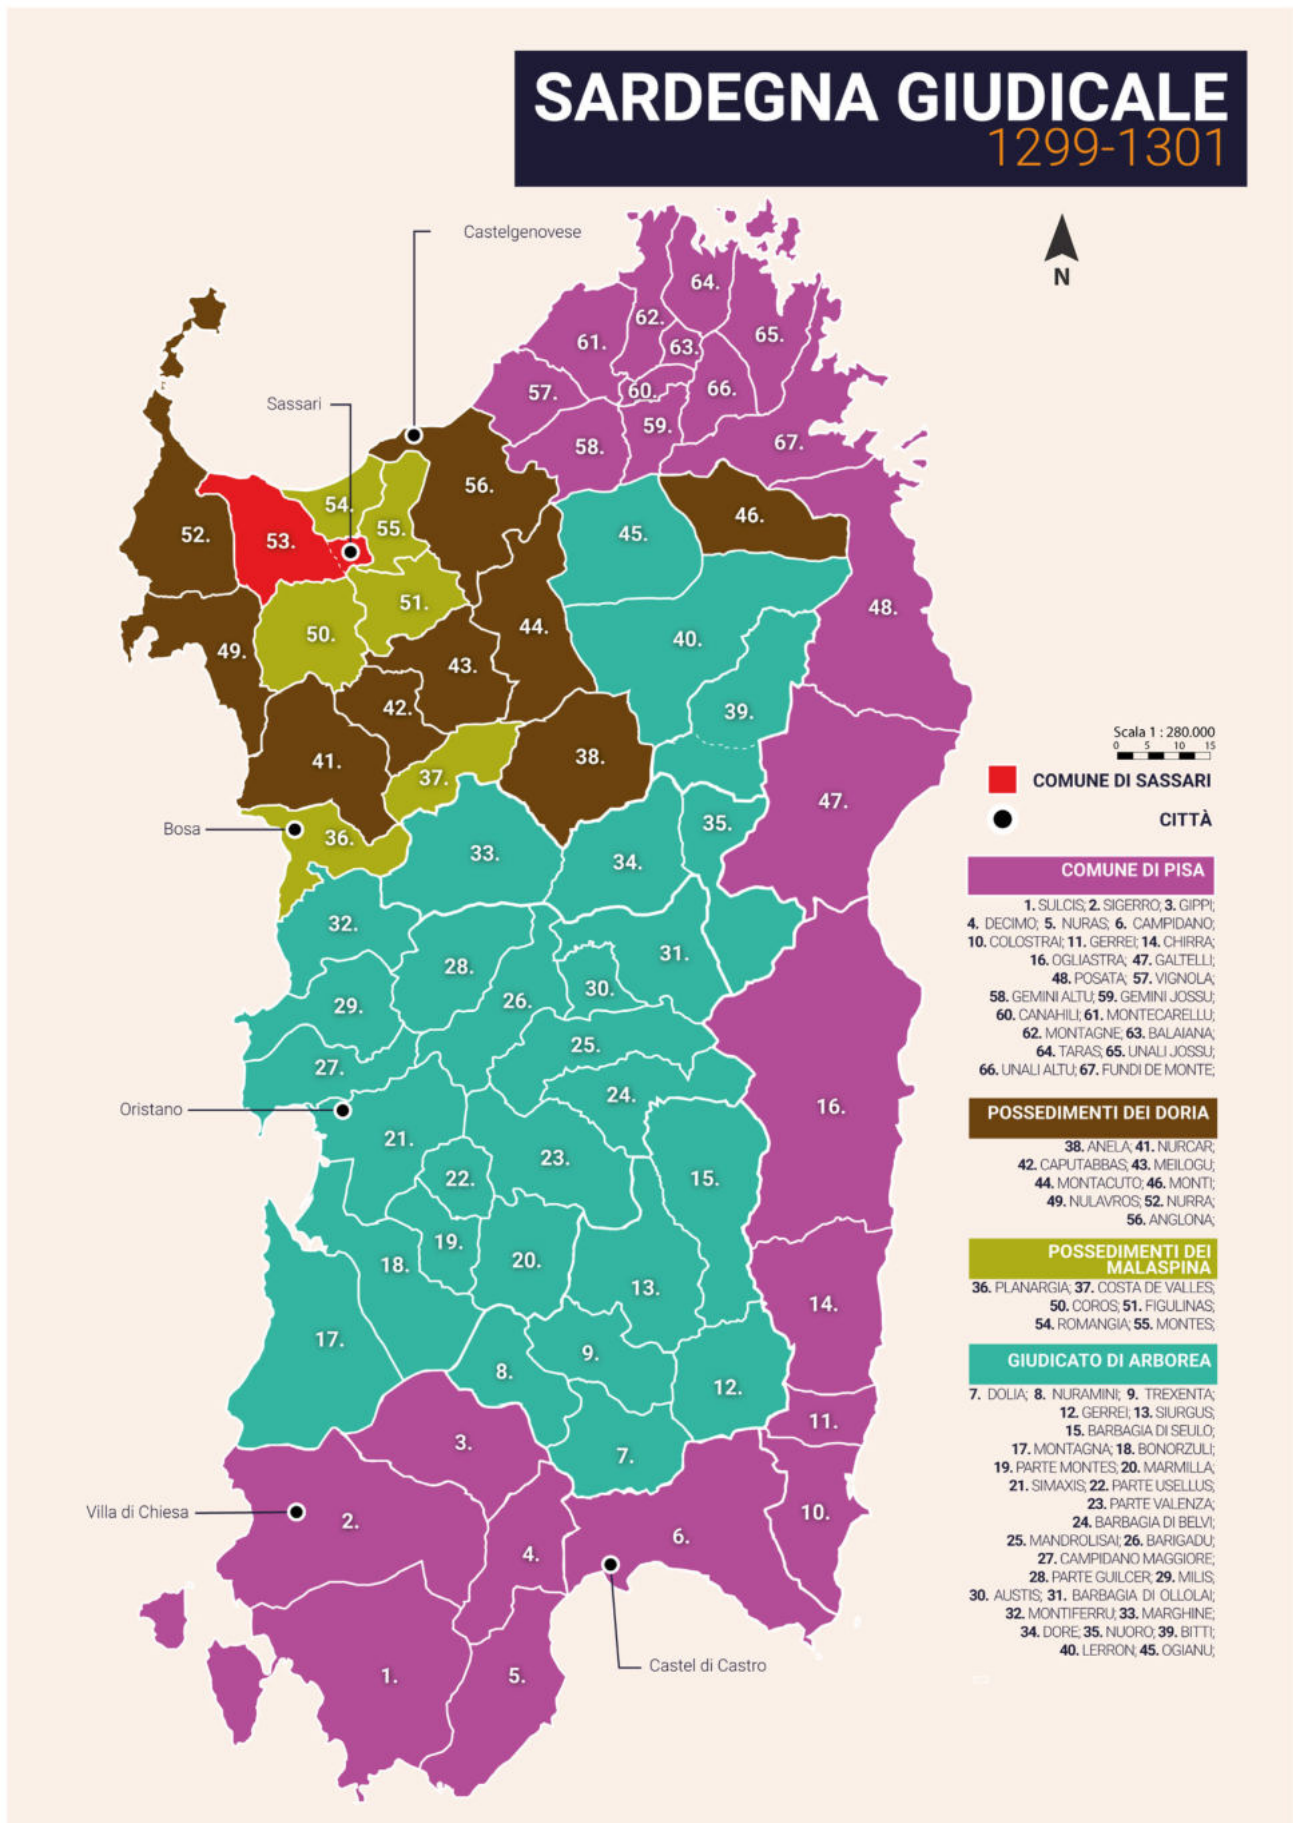 SARDEGNA GIUDICALE
1299-1301
N
Castelgenovese
Sassari
Bosa
Oristano
Villa di Chiesa
Castel di Castro
64.
62.
65.
61.
63.
60.
66.
57.
59.
58.
67.
56.
54.
55.
52.
53.
46.
45.
51.
48.
50.
44.
40.
49.
43.
42.
39.
41.
38.
37.
47.
36.
35.
33.
34.
32.
31.
28.
30.
26.
29.
25.
27.
24.
16.
21.
23.
22.
15.
19.
18.
20.
13.
14.
17.
9.
8.
12.
11.
3.
7.
10.
2.
6.
4.
1.
5.
Scala 1 : 280.000
0 5 10 15
COMUNE DI SASSARI
CITTÀ
COMUNE DI PISA
1. SULCIS; 2. SIGERRO; 3. GIPPI;
4. DECIMO; 5. NURAS; 6. CAMPIDANO;
10. COLOSTRAI; 11. GERREI; 14. CHIRRA;
16. OGLIASTRA; 47. GALTELLI;
48. POSATA; 57. VIGNOLA;
58. GEMINI ALTU; 59. GEMINI JOSSU;
60. CANAHILI; 61. MONTECARELLU;
62. MONTAGNE; 63. BALAIANA;
64. TARAS; 65. UNALI JOSSU;
66. UNALI ALTU; 67. FUNDI DE MONTE;
POSSEDIMENTI DEI DORIA
38. ANELA; 41. NURCAR;
42. CAPUTABBAS; 43. MEILOGU;
44. MONTACUTO; 46. MONTI;
49. NULAVROS; 52. NURRA;
56. ANGLONA;
POSSEDIMENTI DEI
MALASPINA
36. PLANARGIA; 37. COSTA DE VALLES;
50. COROS; 51. FIGULINAS;
54. ROMANGIA; 55. MONTES;
GIUDICATO DI ARBOREA
7. DOLIA; 8. NURAMINI; 9. TREXENTA;
12. GERREI; 13. SIURGUS;
15. BARBAGIA DI SEULO;
17. MONTAGNA; 18. BONORZULI;
19. PARTE MONTES; 20. MARMILLA;
21. SIMAXIS; 22. PARTE USELLUS;
23. PARTE VALENZA;
24. BARBAGIA DI BELVI;
25. MANDROLISAI; 26. BARIGADU;
27. CAMPIDANO MAGGIORE;
28. PARTE GUILCER; 29. MILIS;
30. AUSTIS; 31. BARBAGIA DI OLLOLAI;
32. MONTIFERRU; 33. MARGHINE;
34. DORE; 35. NUORO; 39. BITTI;
40. LERRON; 45. OGIANU;